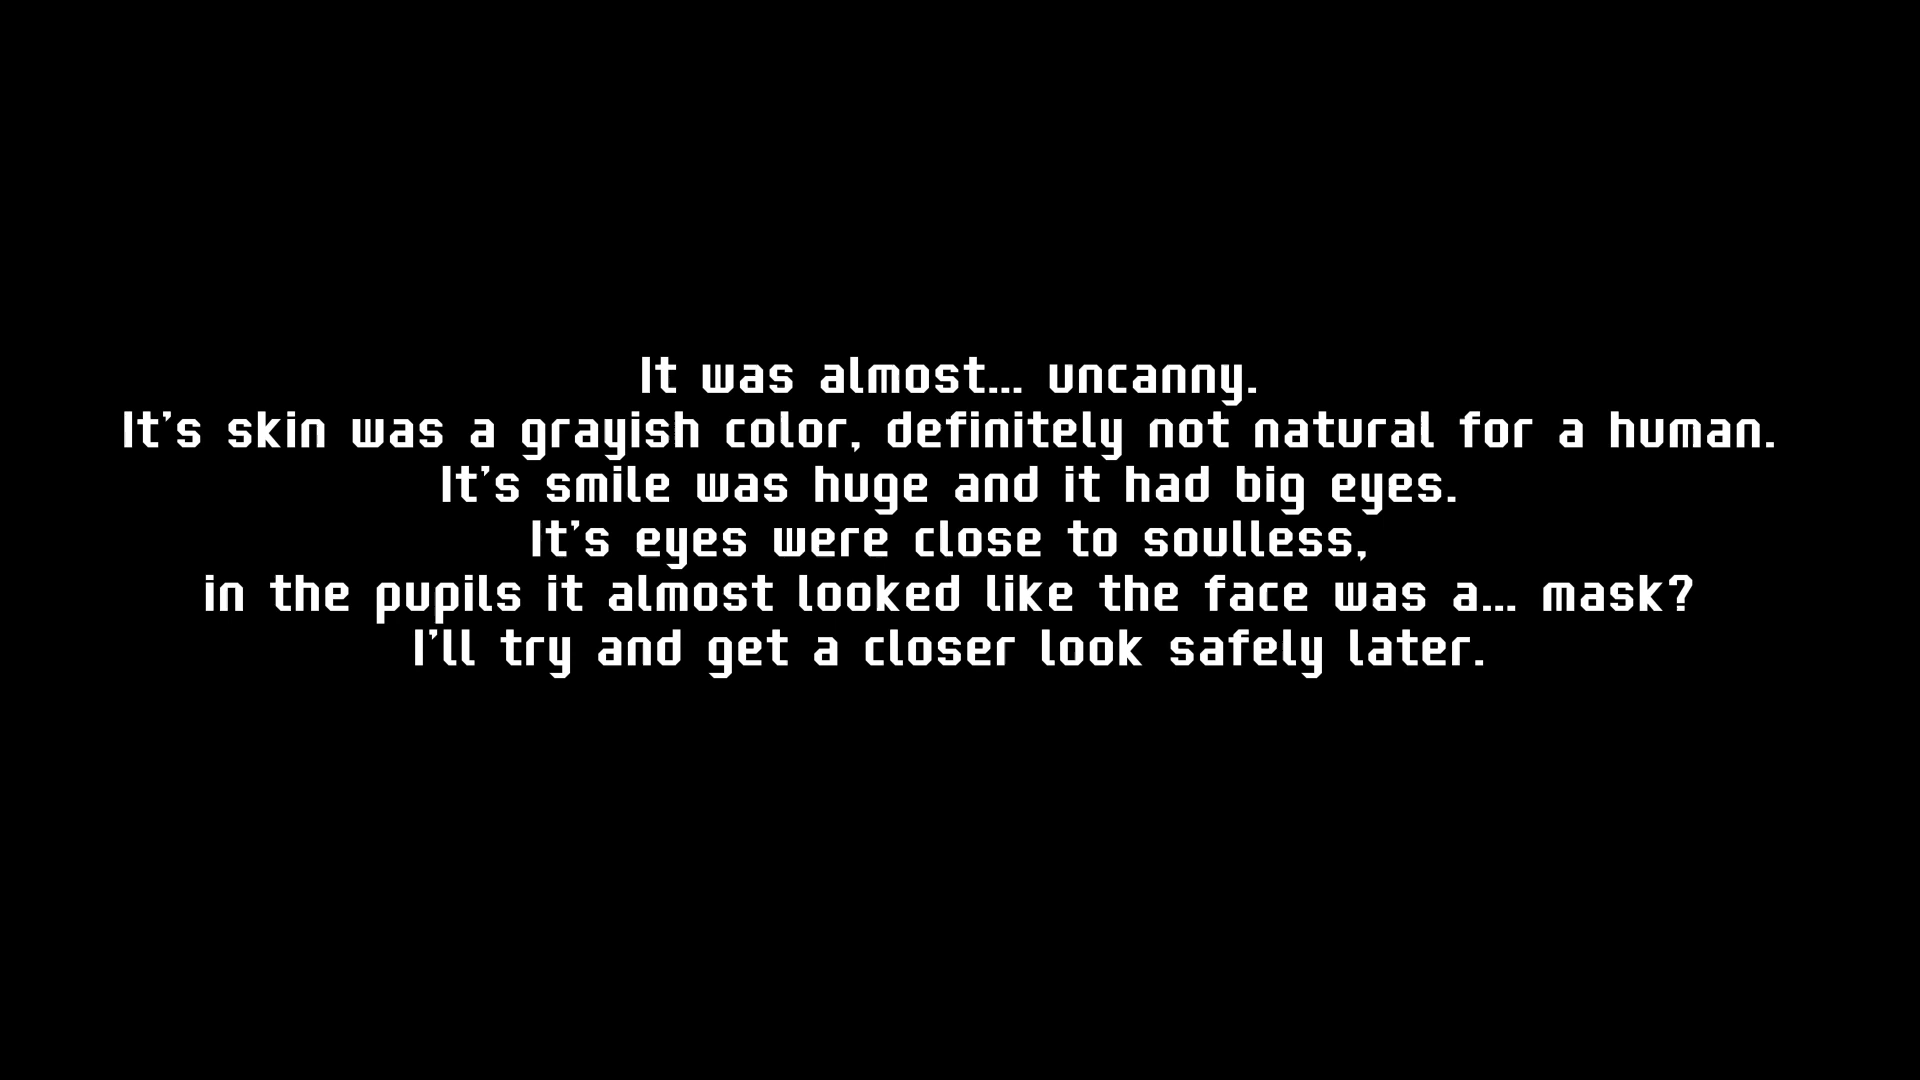 It was almost... uncanny.
It's skin was a grayish color, definitely not natural for a human.
It's smile was huge and it had big eyes.
It's eyes were close to soulless,
in the pupils it almost looked like the face was a... mask?
I'll try and get a closer look safely later.